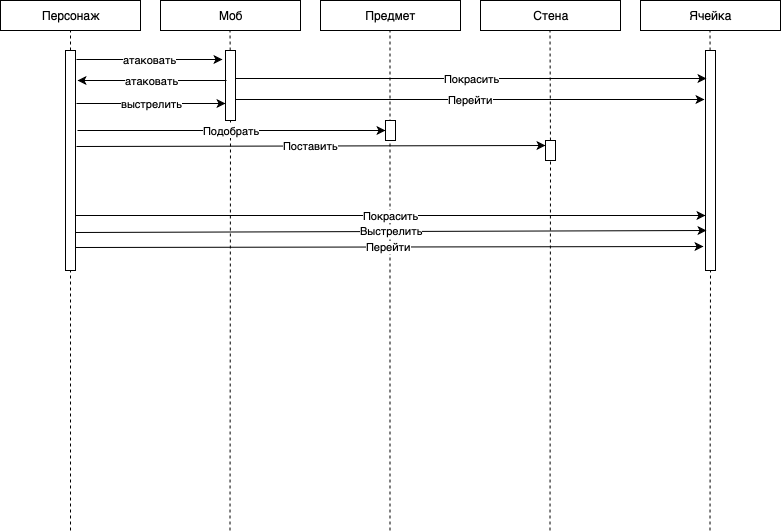 Персонаж
Моб
Предмет
Стена
Ячейка
атаковать
атаковать
Покрасить
выстрелить
Перейти
Подобрать
Поставить
Покрасить
Выстрелить
Перейти